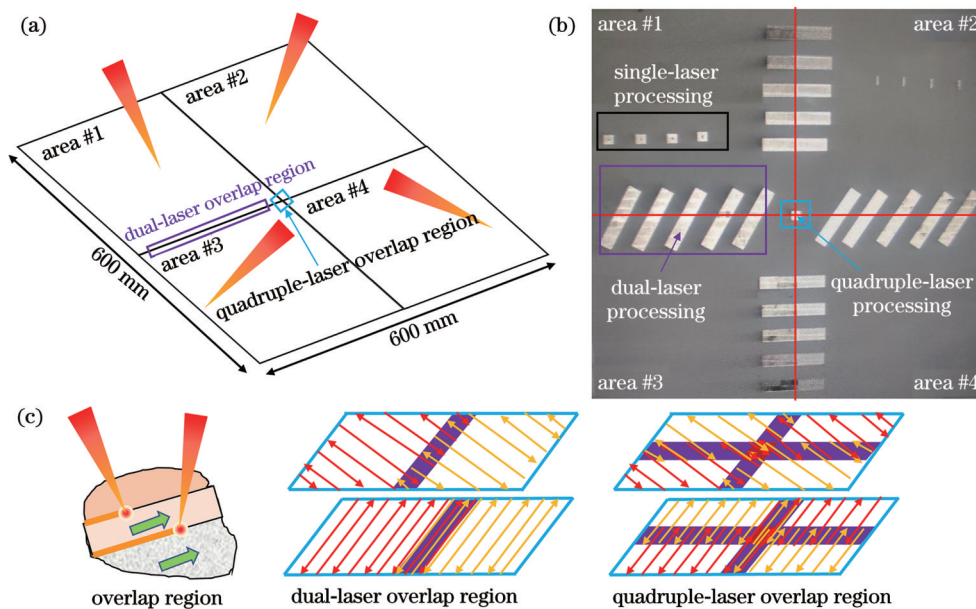 (a)
area #1
area #2
dual-laser overlap region
area #3
area #4
quadruple-laser overlap region
600 mm
600 mm
(b)
area #1
area #2
single-laser
processing
dual-laser
processing
quadruple-laser
processing
area #3
area #4
(c)
overlap region
dual-laser overlap region
quadruple-laser overlap region